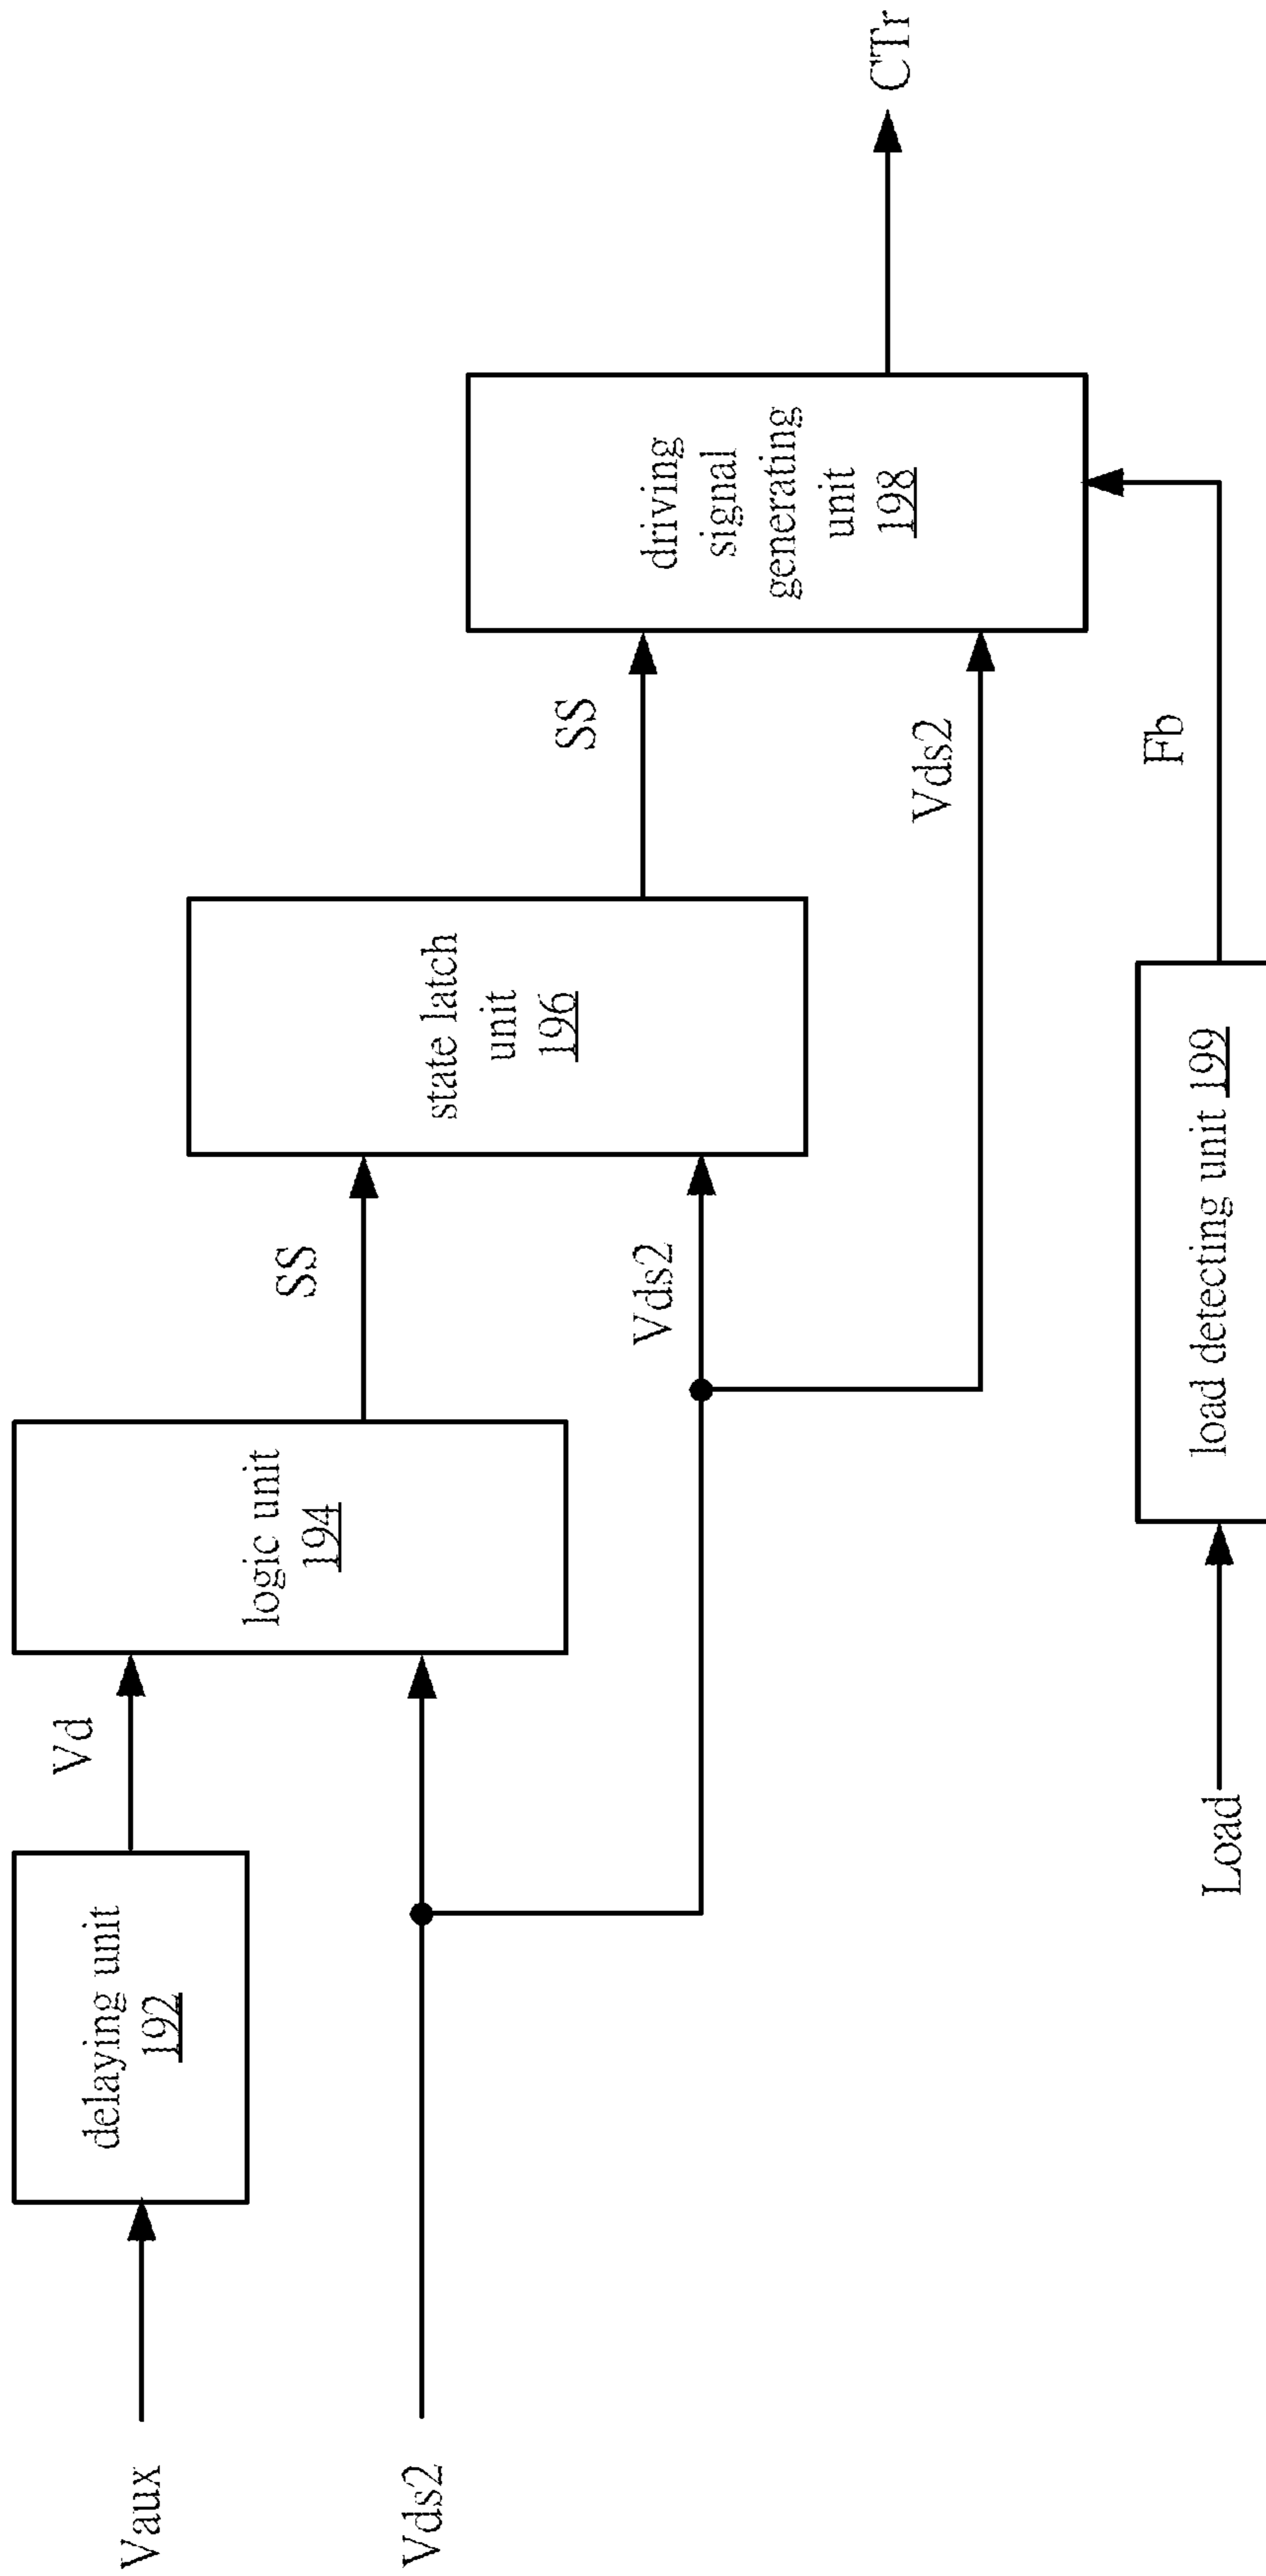 Vaux
delaying unit
192
Vd
logic unit
194
Vds2
SS
Vds2
state latch
unit
196
SS
Vds2
driving
signal
generating
unit
198
CTr
Load
load detecting unit 199
Fb